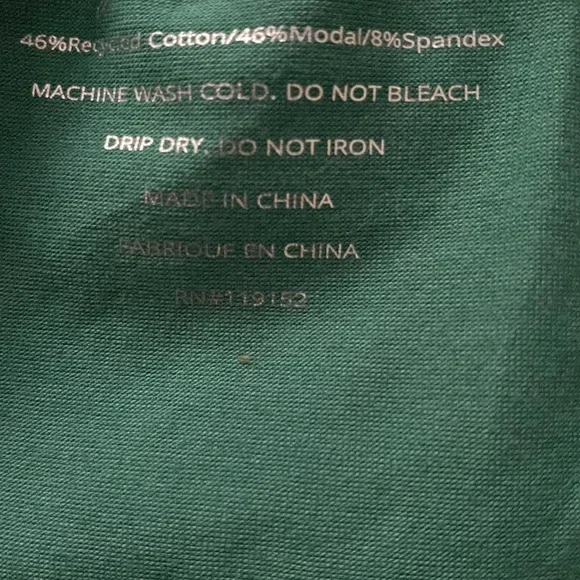 46%Recycled Cotton/46%Modal/8%Spandex
MACHINE WASH COLD. DO NOT BLEACH
DRIP DRY. DO NOT IRON
MADE IN CHINA
FABRIQUE EN CHINA
RN#119152